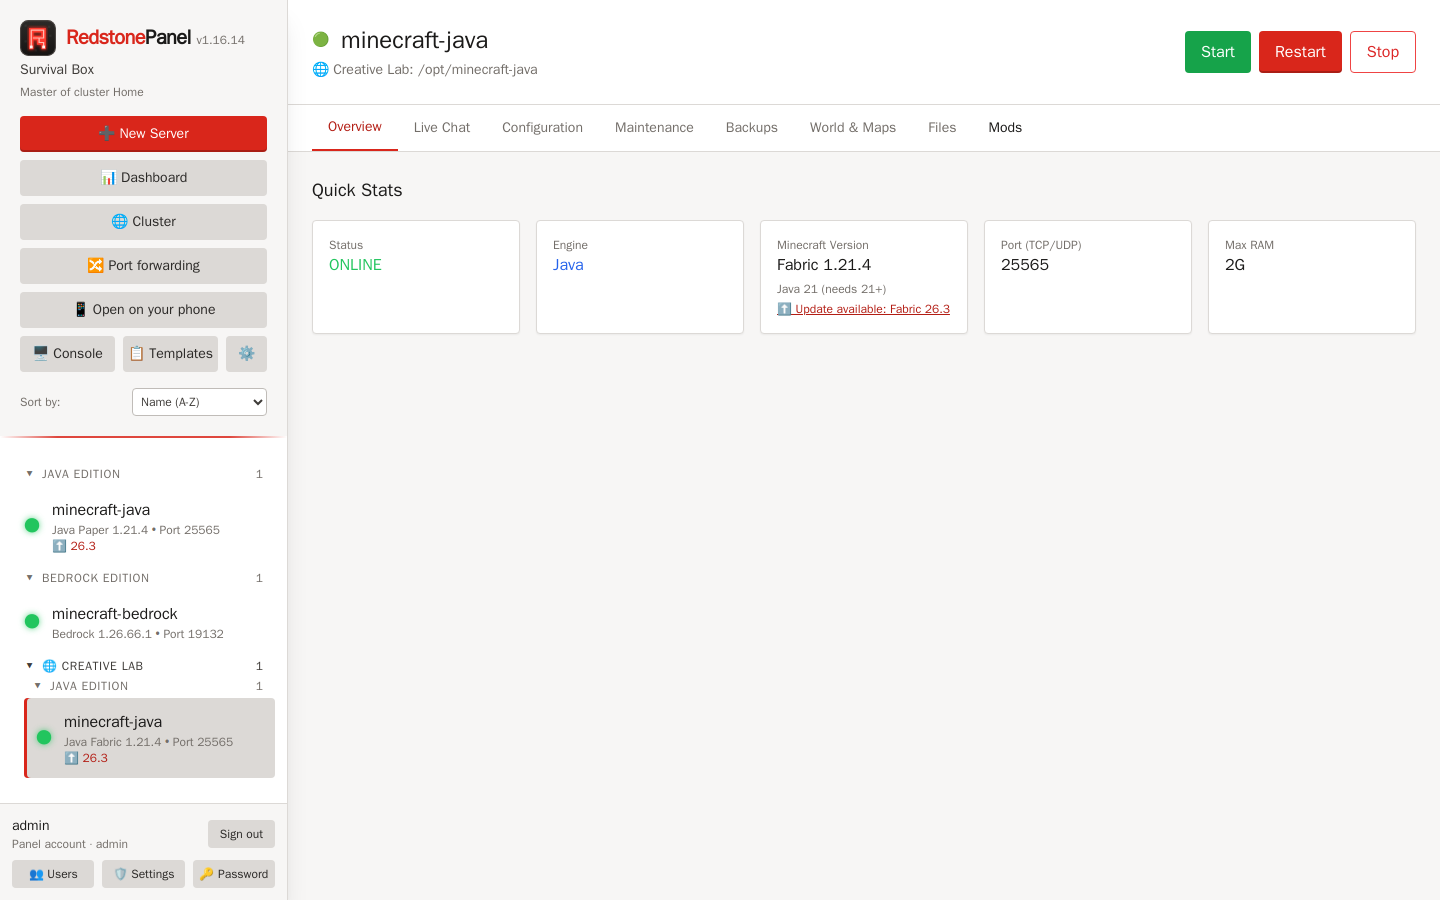 RedstonePanel v1.16.14
Survival Box
Master of cluster Home
➕ New Server
📊 Dashboard
🌐 Cluster
🔀 Port forwarding
📱 Open on your phone
🖥️ Console
📋 Templates
⚙️
Sort by:
Name (A-Z)
▼ JAVA EDITION 1
minecraft-java
Java Paper 1.21.4 • Port 25565
⬆️ 26.3
▼ BEDROCK EDITION 1
minecraft-bedrock
Bedrock 1.26.66.1 • Port 19132
▼ 🌐 CREATIVE LAB 1
▼ JAVA EDITION 1
minecraft-java
Java Fabric 1.21.4 • Port 25565
⬆️ 26.3
admin
Panel account · admin
Sign out
👥 Users
🛡️ Settings
🔑 Password
minecraft-java
🌐 Creative Lab: /opt/minecraft-java
Start
Restart
Stop
Overview
Live Chat
Configuration
Maintenance
Backups
World & Maps
Files
Mods
Quick Stats
Status
ONLINE
Engine
Java
Minecraft Version
Fabric 1.21.4
Java 21 (needs 21+)
⬆️ Update available: Fabric 26.3
Port (TCP/UDP)
25565
Max RAM
2G